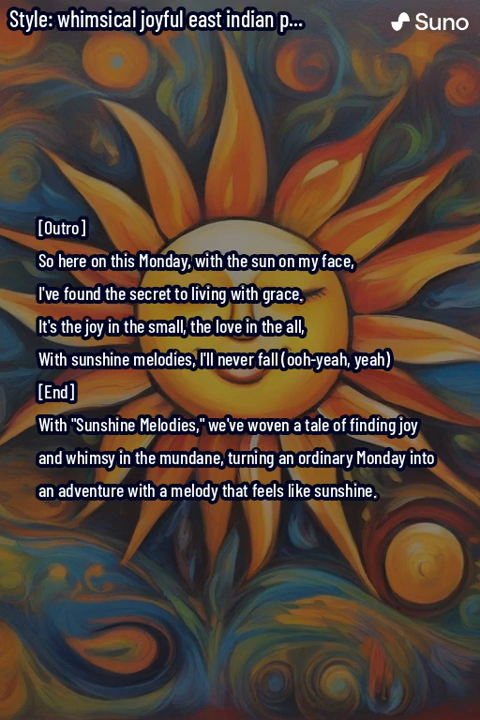 Style: whimsical joyful east indian p...
Suno
[Outro]
So here on this Monday, with the sun on my face,
I've found the secret to living with grace.
It's the joy in the small, the love in the all,
With sunshine melodies, I'll never fall (ooh-yeah, yeah)
[End]
With "Sunshine Melodies," we've woven a tale of finding joy
and whimsy in the mundane, turning an ordinary Monday into
an adventure with a melody that feels like sunshine.